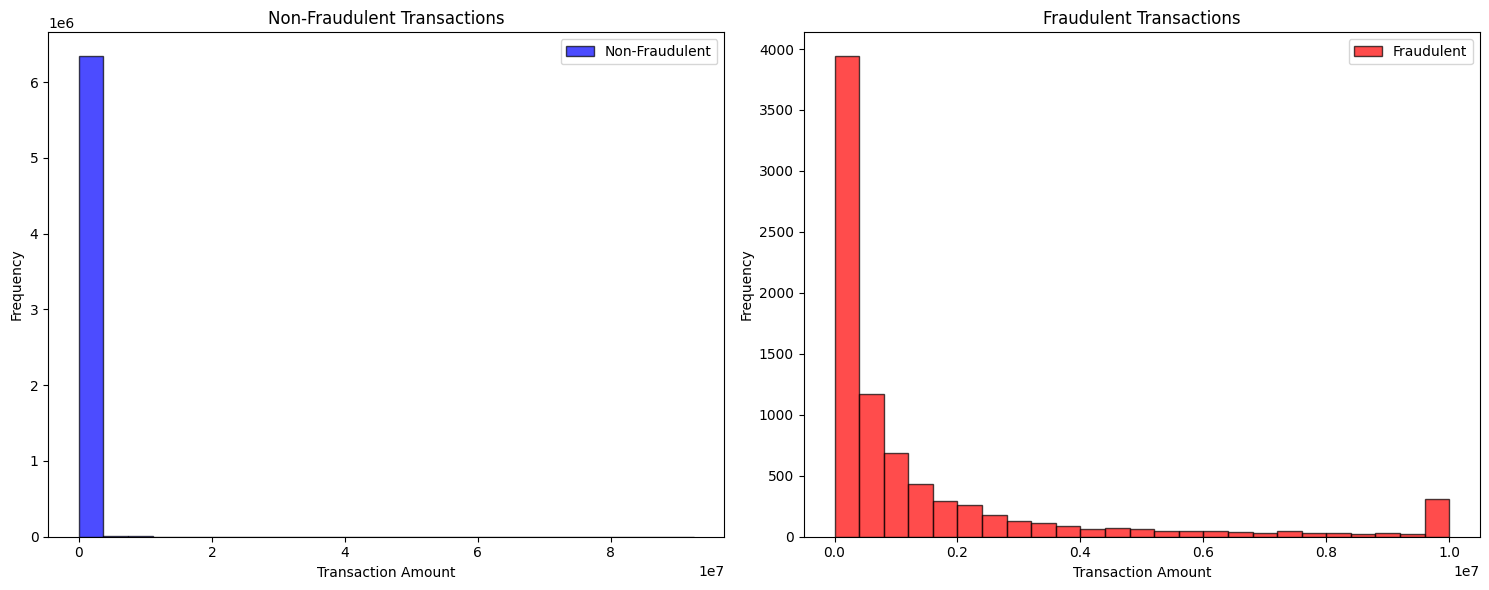 Non-Fraudulent Transactions
1e6
Non-Fraudulent
6
5
4
3
2
1
0
Frequency
0 2 4 6 8
1e7
Transaction Amount
Fraudulent Transactions
Fraudulent
4000
3500
3000
2500
2000
1500
1000
500
0
Frequency
0.0 0.2 0.4 0.6 0.8 1.0
1e7
Transaction Amount